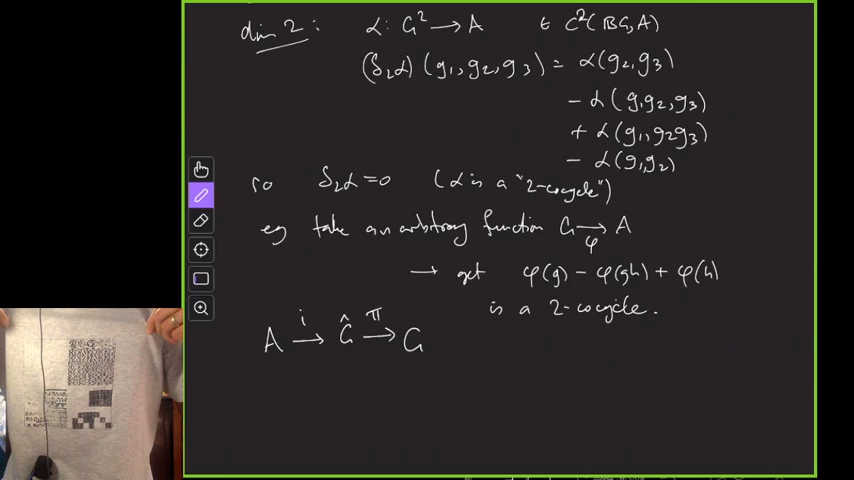 dim 2: α: G² → A ∈ C²(BG, A)
(δ₂α)(g₁,g₂,g₃) = α(g₂,g₃)
- α(g₁g₂,g₃)
+ α(g₁,g₂g₃)
- α(g₁,g₂)
so δ₂α=0 (α is a "2-cocycle")
eg take an arbitrary function G →φ A
→ get φ(g) - φ(gh) + φ(h)
is a 2-cocycle.
A →i Ĝ →π G